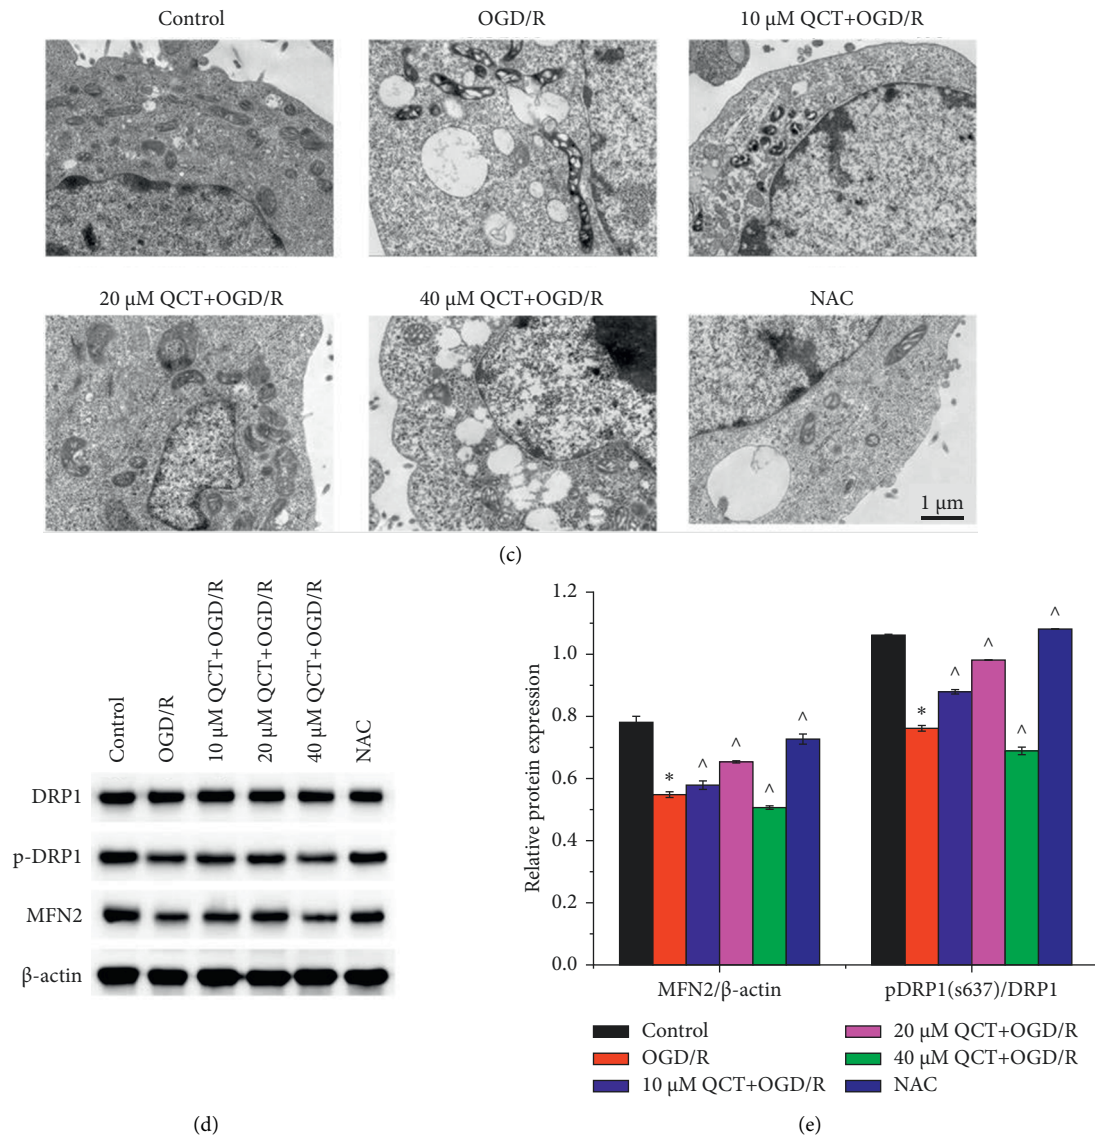 Control
OGD/R
10 µM QCT+OGD/R
20 µM QCT+OGD/R
40 µM QCT+OGD/R
NAC
1 µm
(c)
Control
OGD/R
10 µM QCT+OGD/R
20 µM QCT+OGD/R
40 µM QCT+OGD/R
NAC
DRP1
p-DRP1
MFN2
β-actin
(d)
Relative protein expression
1.2
1.0
0.8
0.6
0.4
0.2
0.0
*
^
^
^
^
*
^
^
^
^
MFN2/β-actin
pDRP1(s637)/DRP1
Control
OGD/R
10 µM QCT+OGD/R
20 µM QCT+OGD/R
40 µM QCT+OGD/R
NAC
(e)